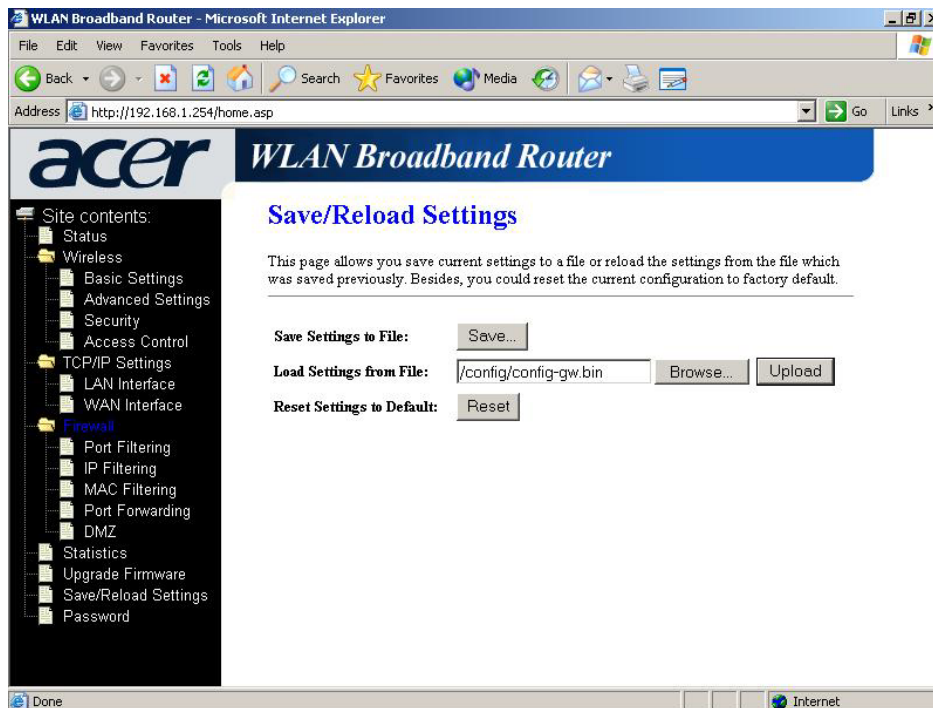 WLAN Broadband Router - Microsoft Internet Explorer
File Edit View Favorites Tools Help
Back Search Favorites Media
Address http://192.168.1.254/home.asp Go Links
acer
WLAN Broadband Router
Site contents:
Status
Wireless
Basic Settings
Advanced Settings
Security
Access Control
TCP/IP Settings
LAN Interface
WAN Interface
Firewall
Port Filtering
IP Filtering
MAC Filtering
Port Forwarding
DMZ
Statistics
Upgrade Firmware
Save/Reload Settings
Password
Save/Reload Settings
This page allows you save current settings to a file or reload the settings from the file which
was saved previously. Besides, you could reset the current configuration to factory default.
Save Settings to File: Save...
Load Settings from File: /config/config-gw.bin Browse... Upload
Reset Settings to Default: Reset
Done Internet